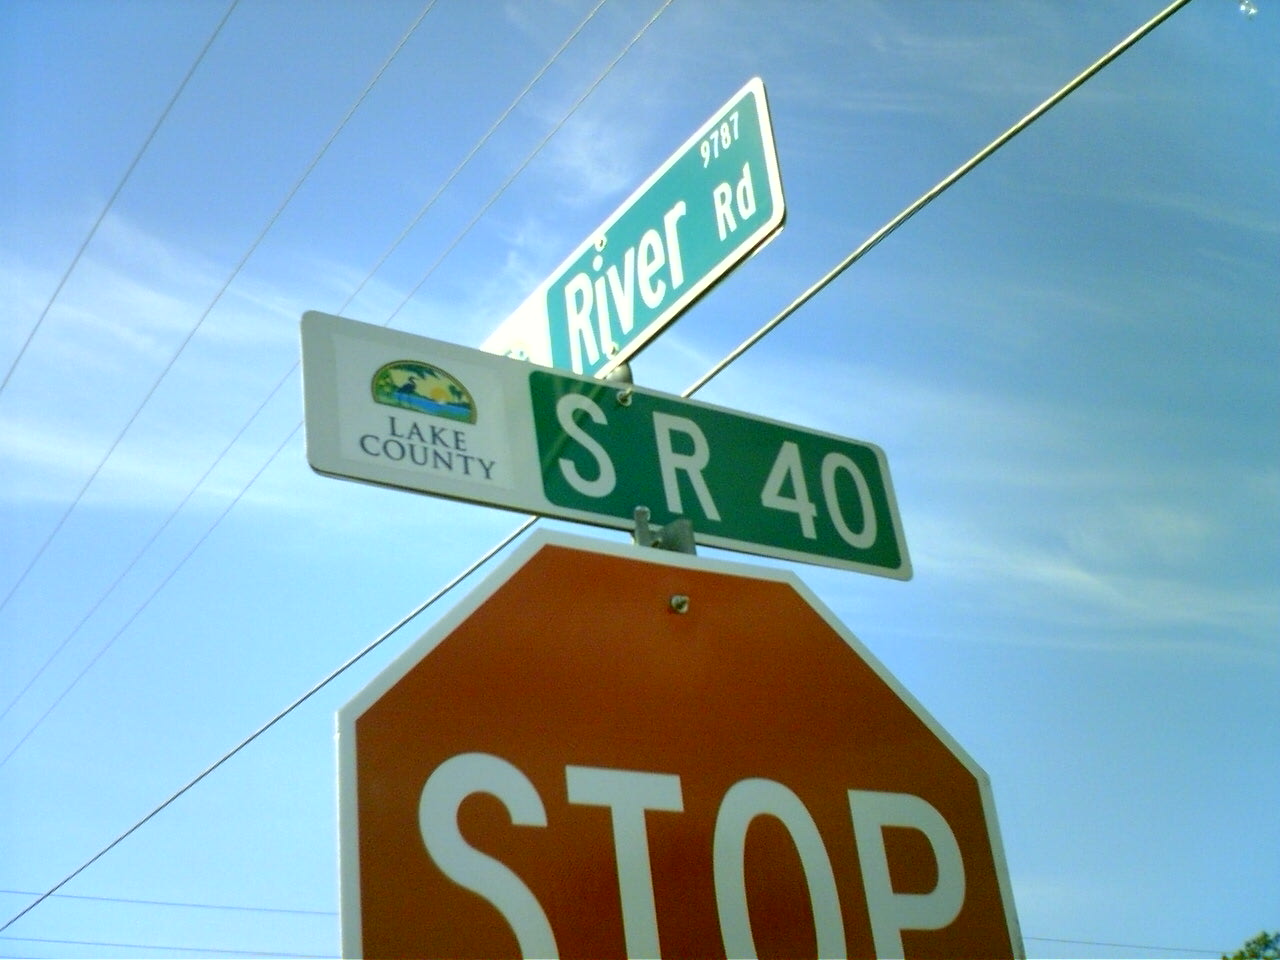 9787
River Rd
LAKE
COUNTY
S R 40
STOP